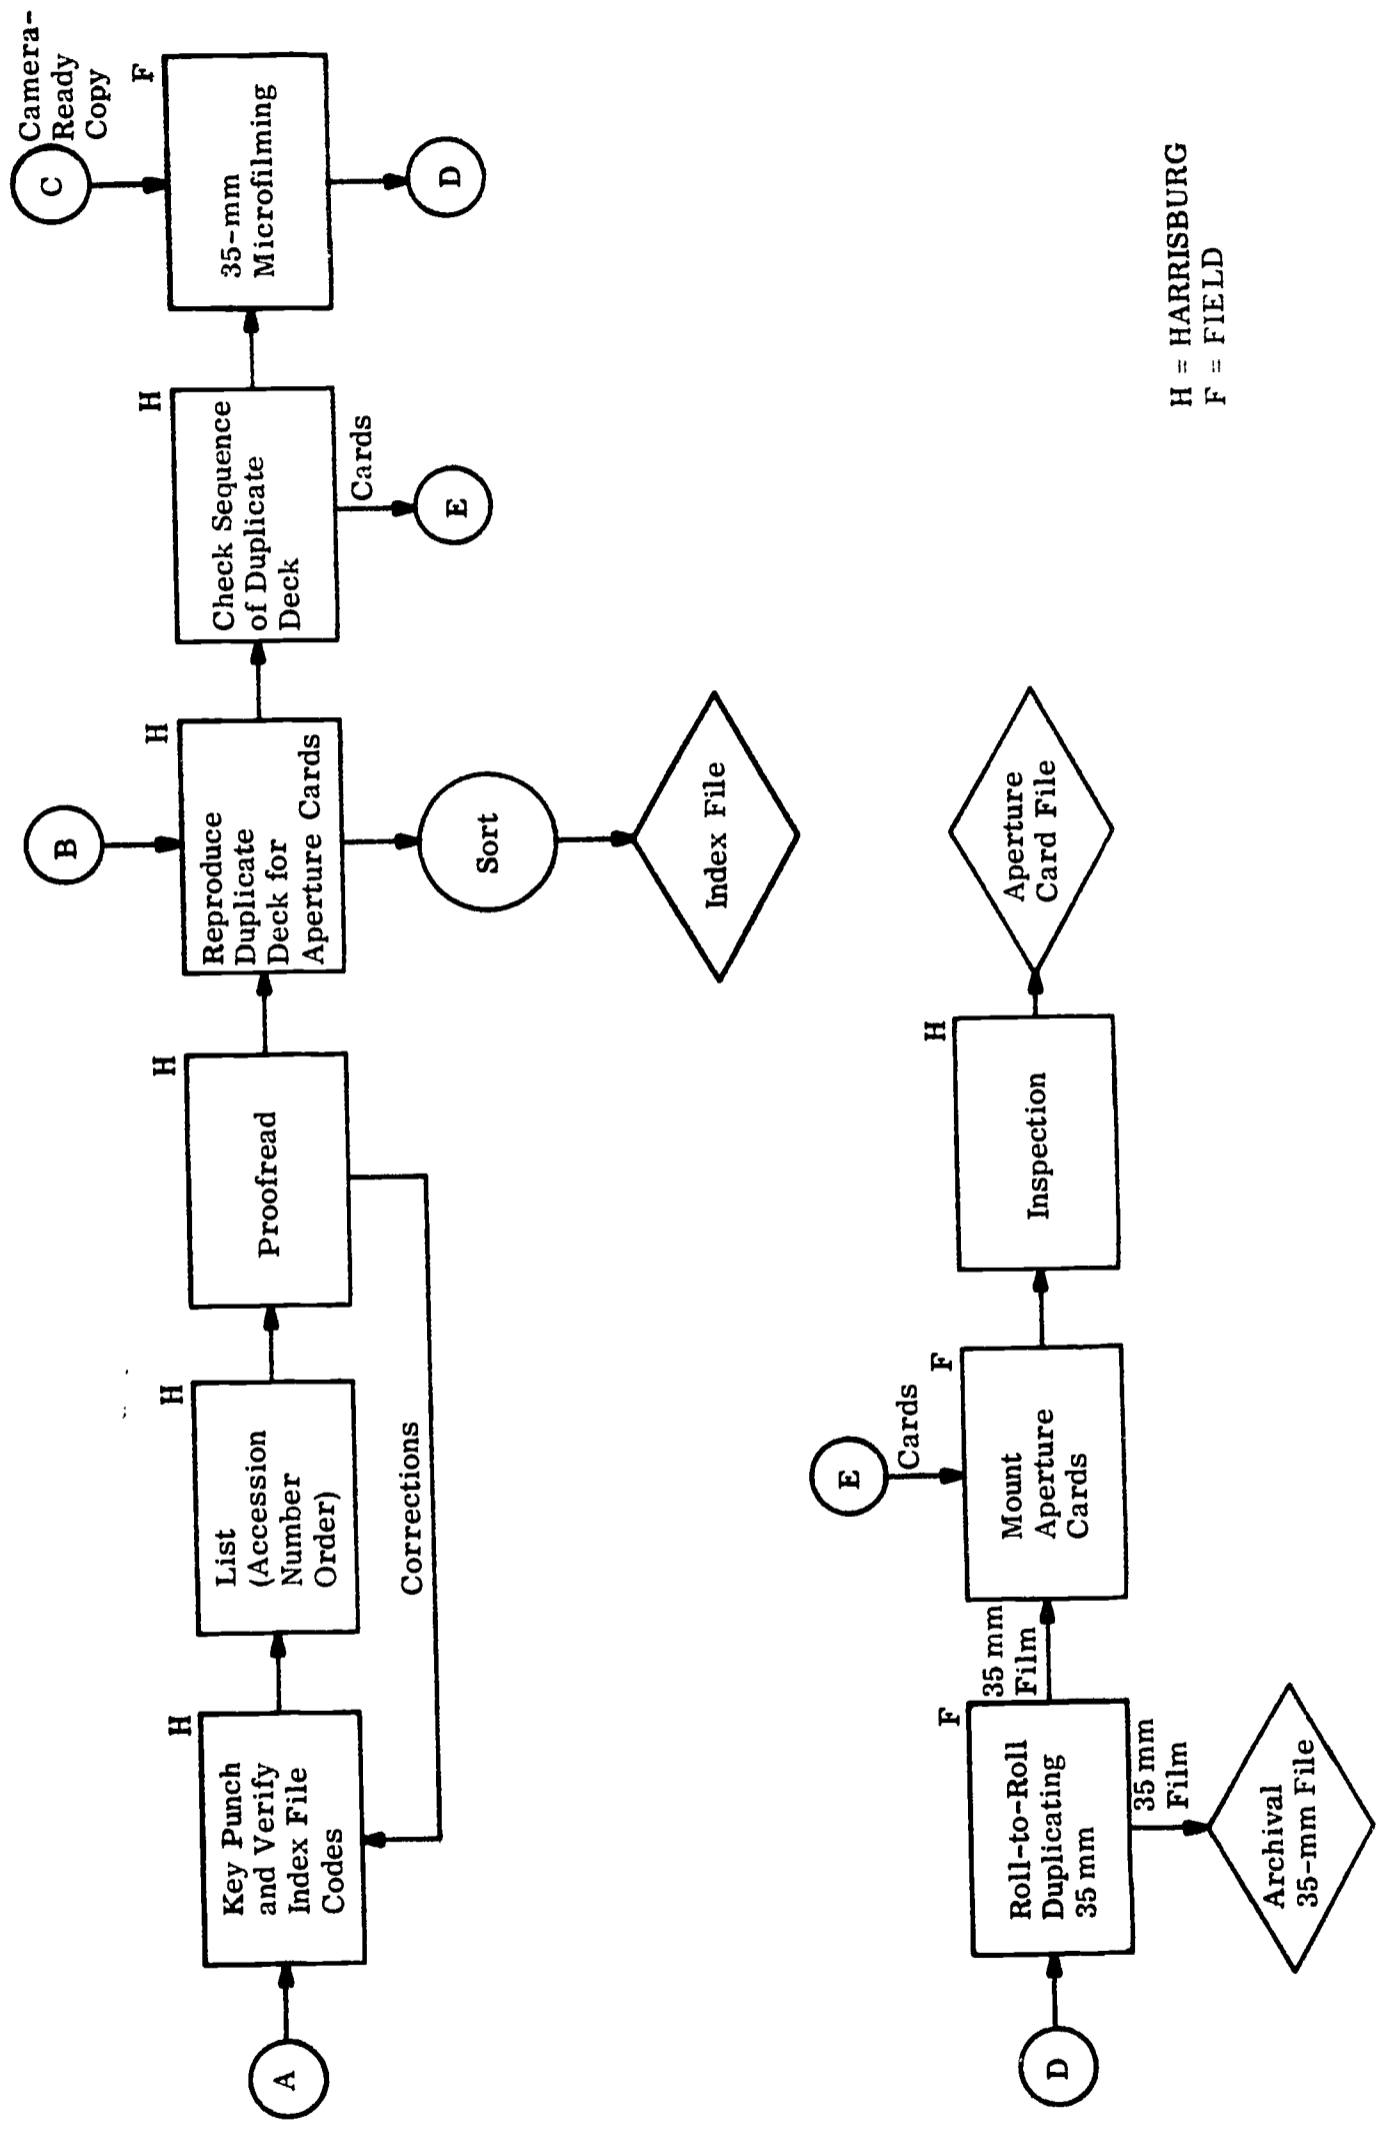 C
Camera-
Ready
Copy
A
H
Key Punch
and Verify
Index File
Codes
H
List
(Accession
Number
Order)
H
Proofread
Corrections
B
H
Reproduce
Duplicate
Deck for
Aperture Cards
Sort
Index File
H
Check Sequence
of Duplicate
Deck
Cards
E
F
35-mm
Microfilming
D
D
F
Roll-to-Roll
Duplicating
35 mm
35 mm
Film
Archival
35-mm File
35 mm
Film
E
Cards
F
Mount
Aperture
Cards
H
Inspection
Aperture
Card File
H = HARRISBURG
F = FIELD